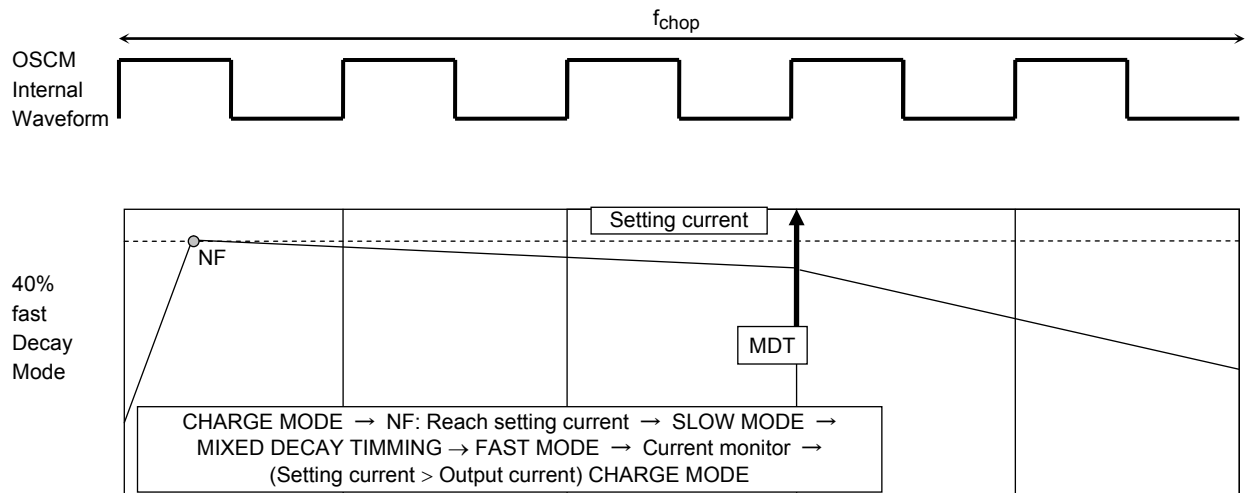 fchop
OSCM
Internal
Waveform
Setting current
NF
40%
fast
Decay
Mode
MDT
CHARGE MODE → NF: Reach setting current → SLOW MODE →
MIXED DECAY TIMMING → FAST MODE → Current monitor →
(Setting current > Output current) CHARGE MODE